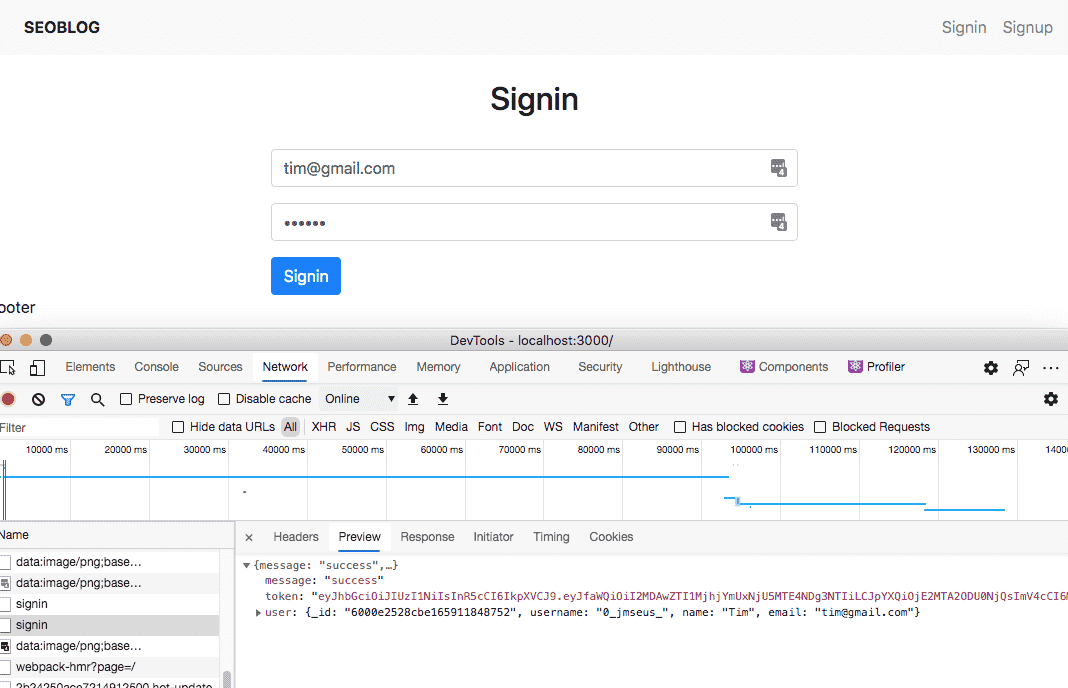 SEOBLOG Signin Signup
Signin
tim@gmail.com
••••••
Signin
ooter
DevTools - localhost:3000/
Elements Console Sources Network Performance Memory Application Security Lighthouse Components Profiler
Preserve log Disable cache Online
Filter Hide data URLs All XHR JS CSS Img Media Font Doc WS Manifest Other Has blocked cookies Blocked Requests
10000 ms 20000 ms 30000 ms 40000 ms 50000 ms 60000 ms 70000 ms 80000 ms 90000 ms 100000 ms 110000 ms 120000 ms 130000 ms 1400
Name
Headers Preview Response Initiator Timing Cookies
data:image/png;base…
{message: "success",…}
data:image/png;base…
message: "success"
signin
token:
signin
user: {_id: "6000e2528cbe165911848752", username: "0_jmseus_", name: "Tim", email: "tim@gmail.com"}
data:image/png;base…
webpack-hmr?page=/